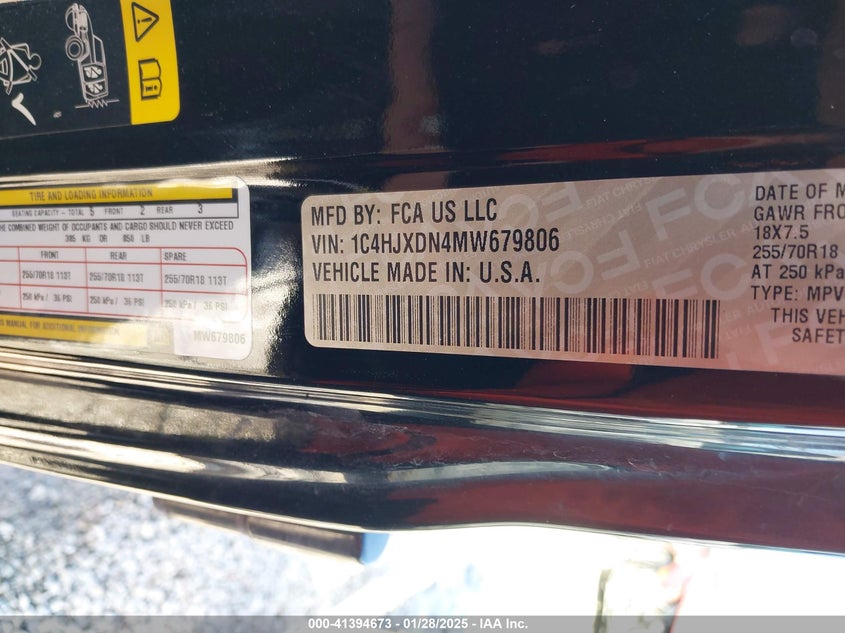 TIRE AND LOADING INFORMATION
SEATING CAPACITY - TOTAL 5 FRONT 2 REAR 3
THE COMBINED WEIGHT OF OCCUPANTS AND CARGO SHOULD NEVER EXCEED
385 KG OR 850 LB
FRONT REAR SPARE
255/70R18 113T 255/70R18 113T 255/70R18 113T
250 kPa / 36 PSI 250 kPa / 36 PSI 250 kPa / 36 PSI
MANUAL FOR ADDITIONAL INFORMATION
MW679806
MFD BY: FCA US LLC
VIN: 1C4HJXDN4MW679806
VEHICLE MADE IN: U.S.A.
DATE OF M
GAWR FRO
18X7.5
255/70R18
AT 250 kPa
TYPE: MPV
THIS VEH
SAFET
000-41394673 | 01/28/2025 - IAA Inc.